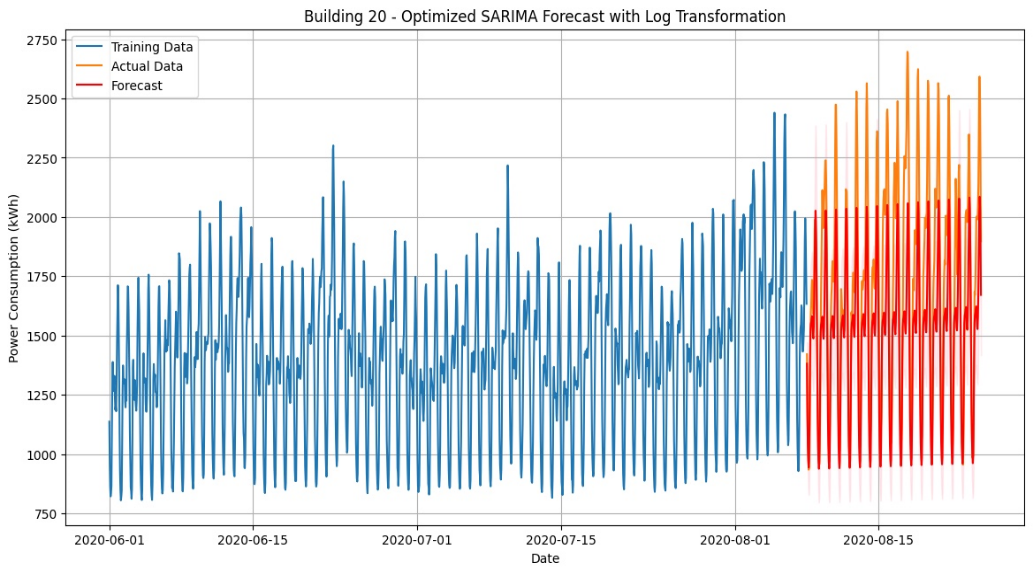 Building 20 - Optimized SARIMA Forecast with Log Transformation
Training Data
Actual Data
Forecast
2750
2500
2250
2000
1750
1500
1250
1000
750
Power Consumption (kWh)
2020-06-01
2020-06-15
2020-07-01
2020-07-15
2020-08-01
2020-08-15
Date